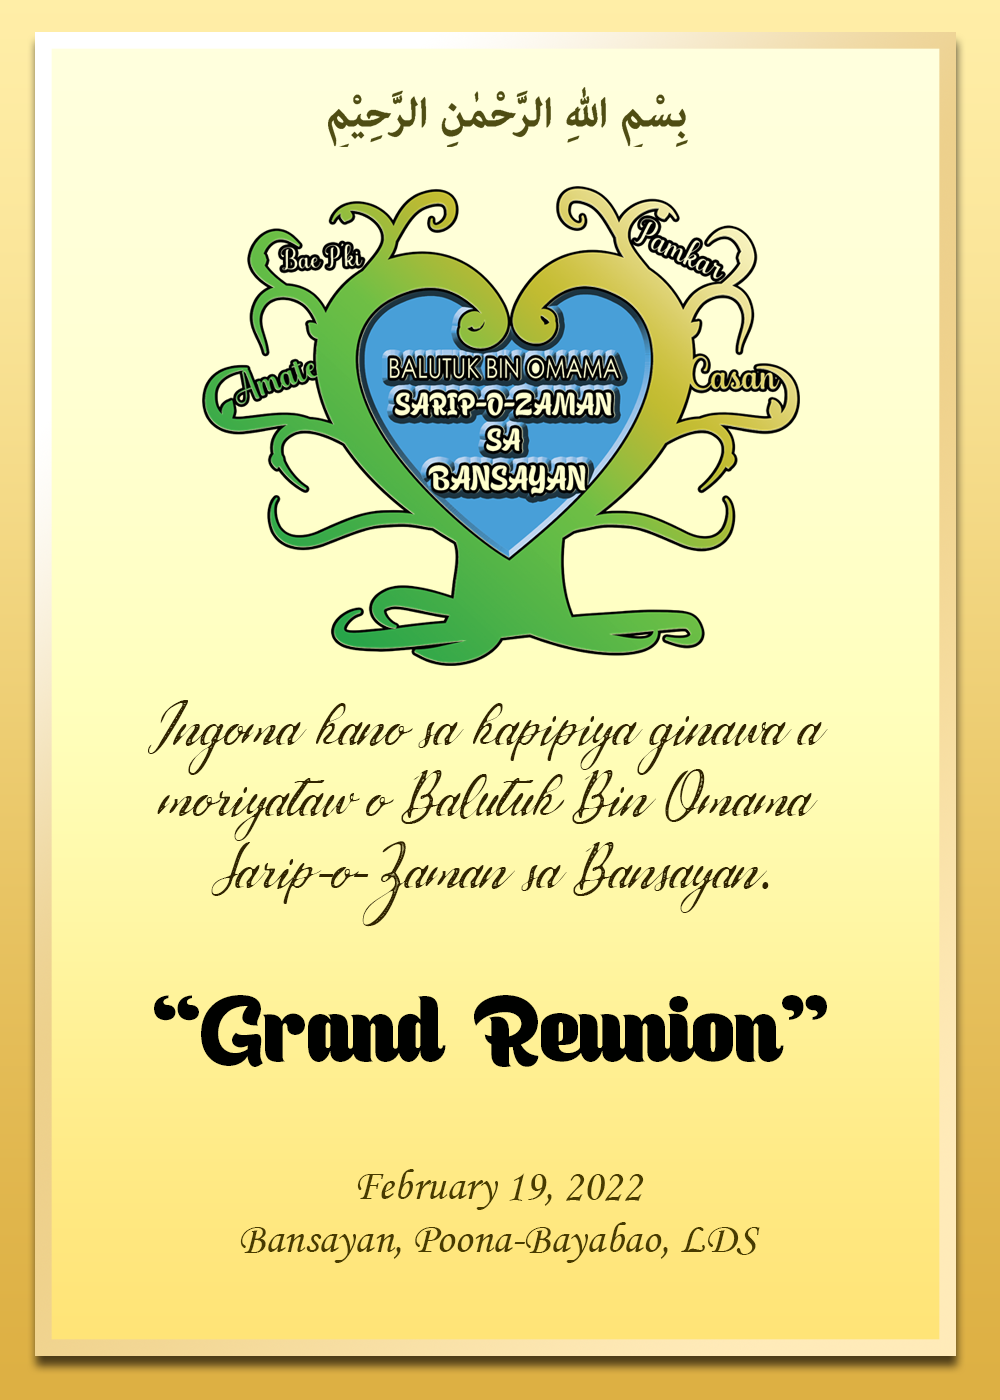 بِسْمِ اللهِ الرَّحْمٰنِ الرَّحِيْمِ
Bae P'ki
Pamkar
Amate
Casan
BALUTUK BIN OMAMA
SARIP-O-ZAMAN
SA
BANSAYAN
Ingoma kano sa kapipiya ginawa a
moriyataw o Balutuk Bin Omama
Sarip-o-Zaman sa Bansayan.
“Grand Reunion”
February 19, 2022
Bansayan, Poona-Bayabao, LDS